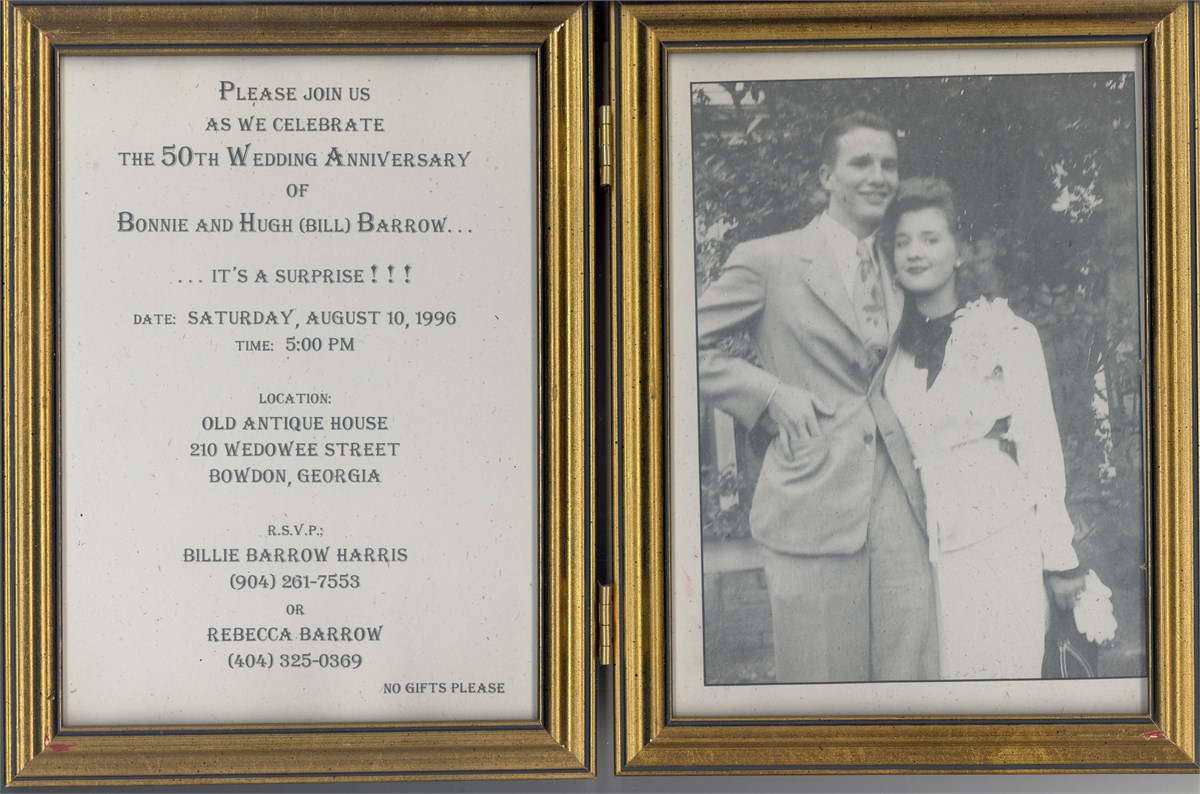 PLEASE JOIN US
AS WE CELEBRATE
THE 50TH WEDDING ANNIVERSARY
OF
BONNIE AND HUGH (BILL) BARROW...
...IT'S A SURPRISE!!!
DATE: SATURDAY, AUGUST 10, 1996
TIME: 5:00 PM
LOCATION:
OLD ANTIQUE HOUSE
210 WEDOWEE STREET
BOWDON, GEORGIA
R.S.V.P.:
BILLIE BARROW HARRIS
(904) 261-7553
OR
REBECCA BARROW
(404) 325-0369
NO GIFTS PLEASE